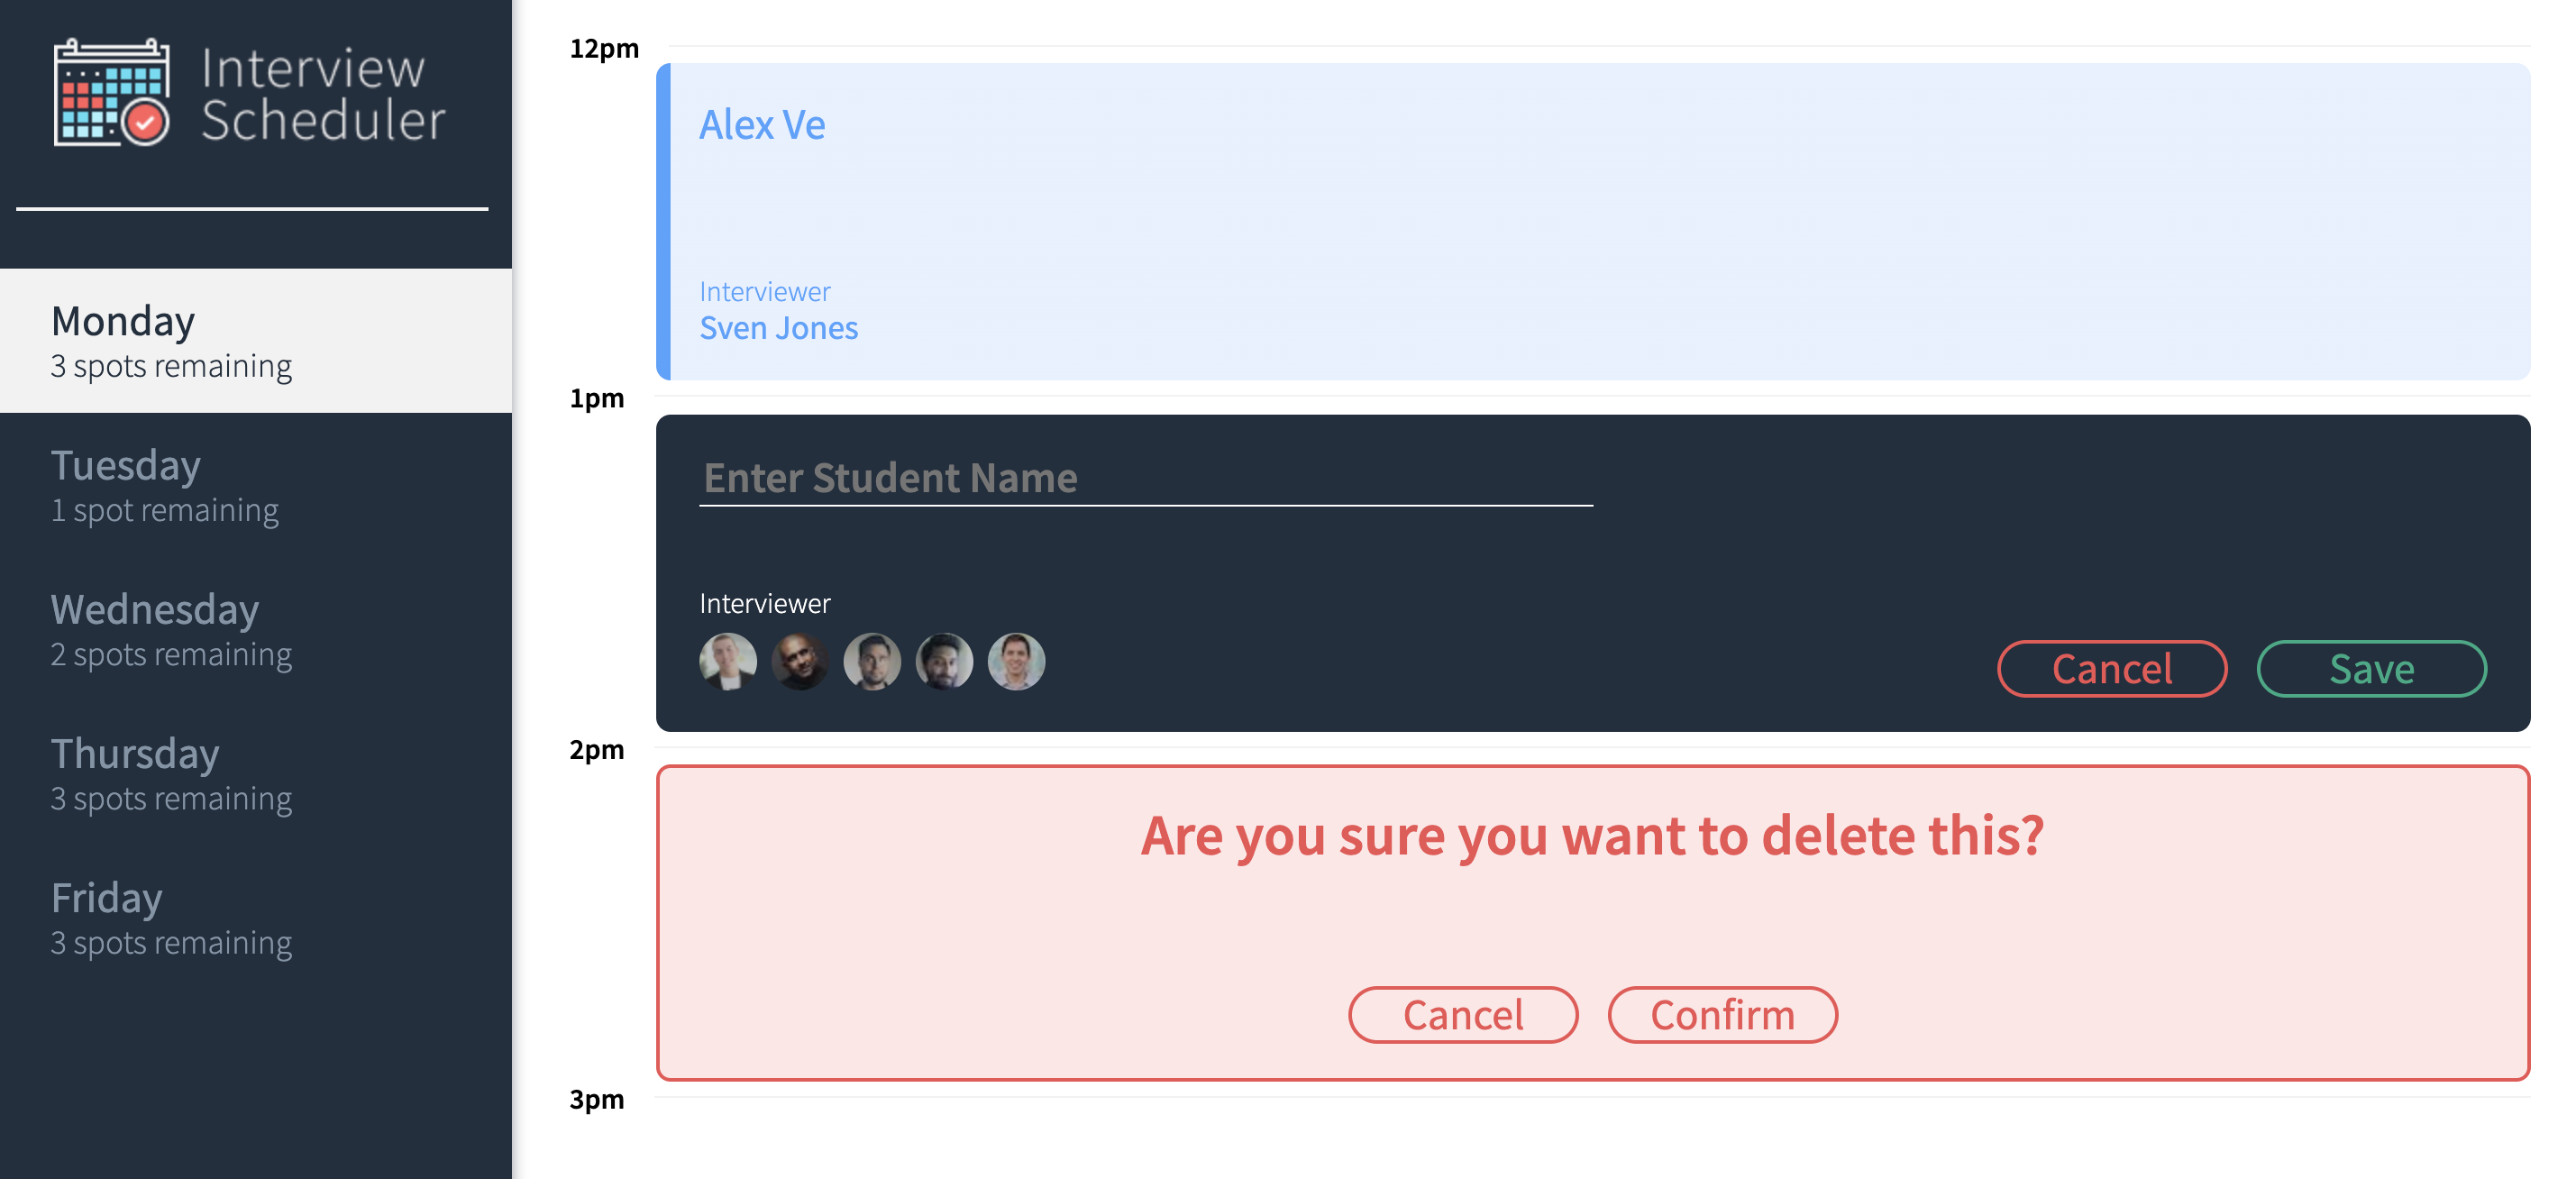 Interview
Scheduler
Monday
3 spots remaining
Tuesday
1 spot remaining
Wednesday
2 spots remaining
Thursday
3 spots remaining
Friday
3 spots remaining
12pm
Alex Ve
Interviewer
Sven Jones
1pm
Enter Student Name
Interviewer
Cancel Save
2pm
Are you sure you want to delete this?
Cancel Confirm
3pm